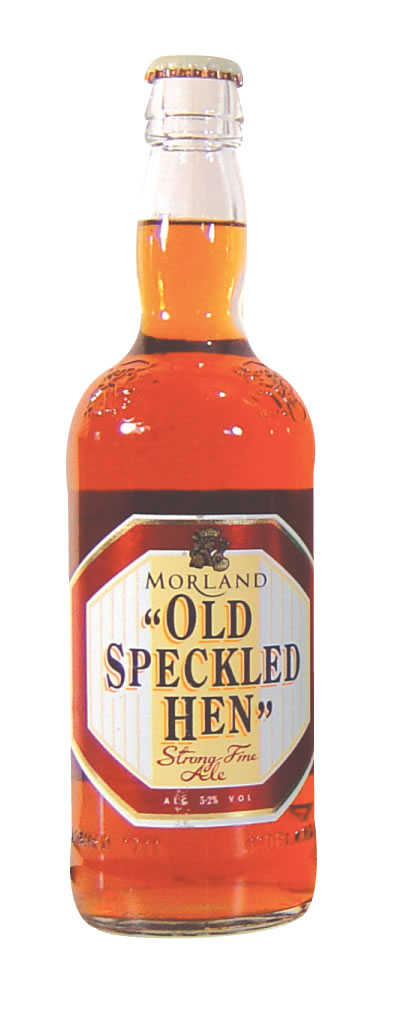 MORLAND
"OLD
SPECKLED
HEN"
Strong Fine
Ale
ALC 5·2% VOL